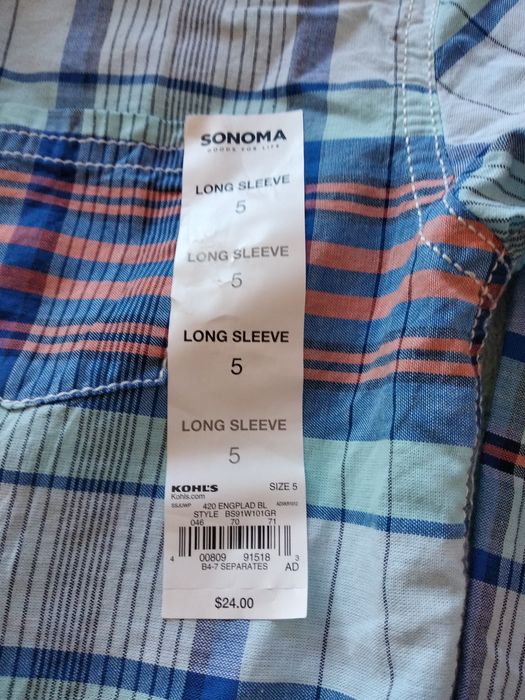 SONOMA
GOODS FOR LIFE
LONG SLEEVE
5
LONG SLEEVE
5
LONG SLEEVE
5
LONG SLEEVE
5
KOHL'S SIZE 5
Kohls.com
420 ENGPLAD BL
STYLE BS91W101GR
046 70 71
4 00809 91518 3
B4-7 SEPARATES AD
$24.00